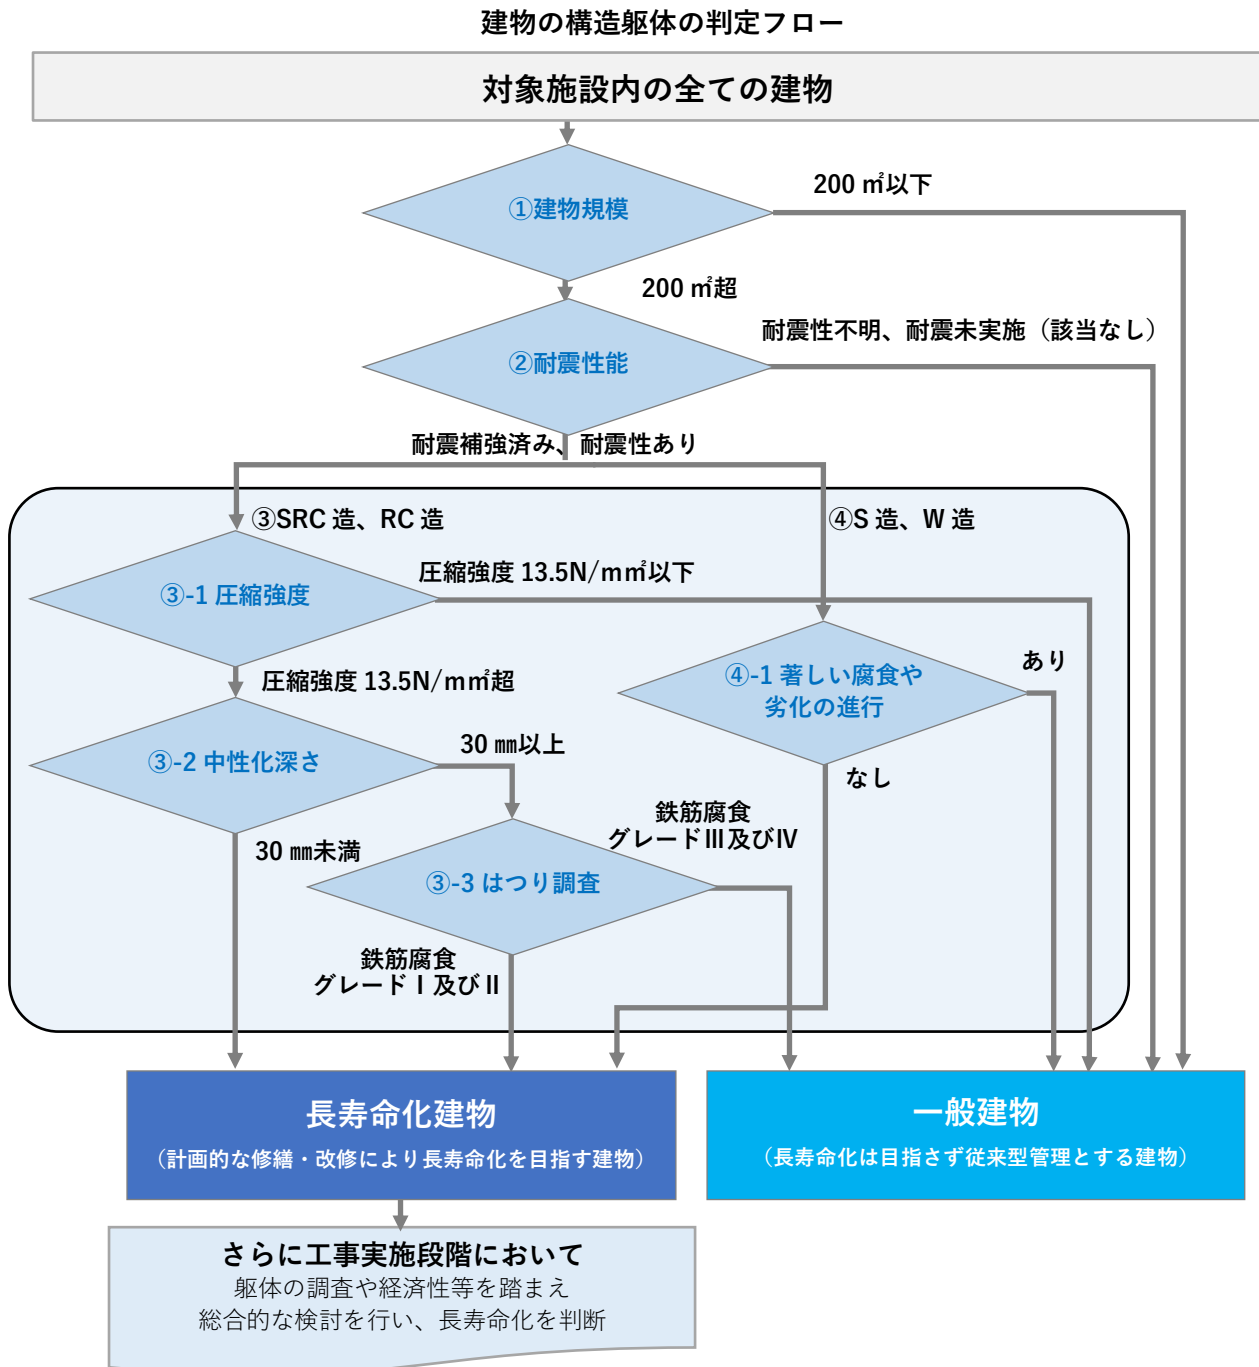 建物の構造躯体の判定フロー
対象施設内の全ての建物
①建物規模
200 ㎡以下
200 ㎡超
②耐震性能
耐震性不明、耐震未実施（該当なし）
耐震補強済み、耐震性あり
③SRC 造、RC 造
④S 造、W 造
③-1 圧縮強度
圧縮強度 13.5N/m㎡以下
圧縮強度 13.5N/m㎡超
④-1 著しい腐食や
劣化の進行
あり
なし
③-2 中性化深さ
30 ㎜以上
30 ㎜未満
③-3 はつり調査
鉄筋腐食
グレードⅢ及びⅣ
鉄筋腐食
グレードⅠ及びⅡ
長寿命化建物
（計画的な修繕・改修により長寿命化を目指す建物）
一般建物
（長寿命化は目指さず従来型管理とする建物）
さらに工事実施段階において
躯体の調査や経済性等を踏まえ
総合的な検討を行い、長寿命化を判断